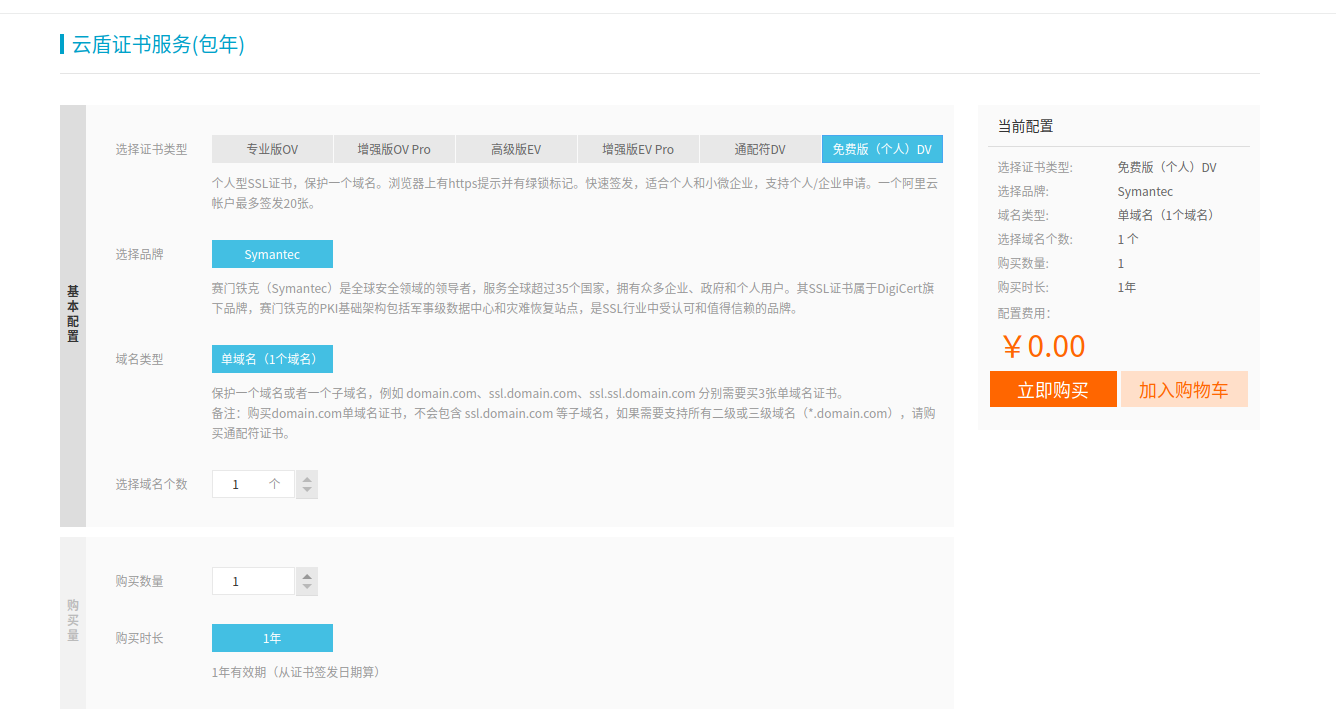 云盾证书服务(包年)
基本配置
选择证书类型
专业版OV
增强版OV Pro
高级版EV
增强版EV Pro
通配符DV
免费版（个人）DV
个人型SSL证书，保护一个域名。浏览器上有https提示并有绿锁标记。快速签发，适合个人和小微企业，支持个人/企业申请。一个阿里云
帐户最多签发20张。
选择品牌
Symantec
赛门铁克（Symantec）是全球安全领域的领导者，服务全球超过35个国家，拥有众多企业、政府和个人用户。其SSL证书属于DigiCert旗
下品牌，赛门铁克的PKI基础架构包括军事级数据中心和灾难恢复站点，是SSL行业中受认可和值得信赖的品牌。
域名类型
单域名（1个域名）
保护一个域名或者一个子域名，例如 domain.com、ssl.domain.com、ssl.ssl.domain.com 分别需要买3张单域名证书。
备注：购买domain.com单域名证书，不会包含 ssl.domain.com 等子域名，如果需要支持所有二级或三级域名（*.domain.com），请购
买通配符证书。
选择域名个数
1 个
购买量
购买数量
1
购买时长
1年
1年有效期（从证书签发日期算）
当前配置
选择证书类型: 免费版（个人）DV
选择品牌: Symantec
域名类型: 单域名（1个域名）
选择域名个数: 1 个
购买数量: 1
购买时长: 1年
配置费用：
￥0.00
立即购买
加入购物车